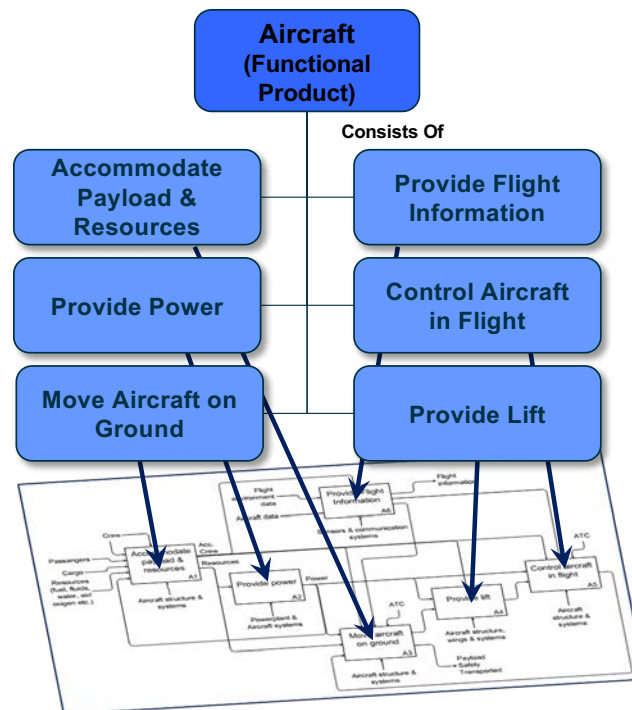 Aircraft
(Functional
Product)
Consists Of
Accommodate
Payload &
Resources
Provide Flight
Information
Provide Power
Control Aircraft
in Flight
Move Aircraft on
Ground
Provide Lift
Flight
environment
data
Aircraft data
Provide Flight
Information
A6
Flight
information
Sensors & communication
systems
Crew
Passengers
Cargo
Resources
(fuel, fluids,
water, air/
origen etc.)
Accommodate
payload &
resources
A1
Acc.
Crew
Resources
Aircraft structure
& systems
Provide power
A2
Power
Powerplant &
Aircraft systems
ATC
Move aircraft
on ground
A3
Aircraft structure &
systems
Payload
Safely
Transported
Provide lift
A4
Aircraft structure,
wings & systems
ATC
Control aircraft
in flight
A5
Aircraft
structure &
systems